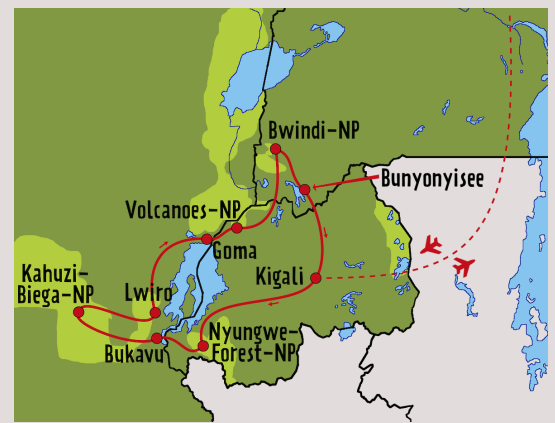 Bwindi-NP
Bunyonyisee
Volcanoes-NP
Goma
Kahuzi-
Biega-NP
Lwiro
Kigali
Bukavu
Nyungwe-
Forest-NP